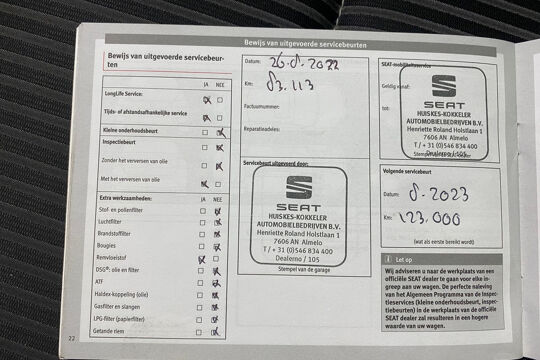 Bewijs van uitgevoerde servicebeurten
Bewijs van uitgevoerde servicebeur-
ten
JA NEE
LongLife Service:
Tijds- of afstandsafhankelijke service
Kleine onderhoudsbeurt
Inspectiebeurt
Zonder het verversen van olie
Met het verversen van olie
Extra werkzaamheden: JA NEE
Stof- en pollenfilter
Luchtfilter
Brandstoffilter
Bougies
Remvloeistof
DSG®: olie en filter
ATF
Haldex-koppeling (olie)
Gasfilter en slangen
LPG-filter (papierfilter)
Getande riem
22
Datum: 26.8.2022
Km: 83.113
Factuurnummer:
Reparatieadvies:
Servicebeurt uitgevoerd door:
SEAT
HUISKES-KOKKELER
AUTOMOBIELBEDRIJVEN B.V.
Henriette Roland Holstlaan 1
7606 AN Almelo
T/ + 31 (0)546 834 400
Dealerno / 105
Stempel van de garage
SEAT-mobiliteitsservice
Geldig vanaf:
tot:
SEAT
HUISKES-KOKKELER
AUTOMOBIELBEDRIJVEN B.V.
Henriette Roland Holstlaan 1
7606 AN Almelo
T/ + 31 (0)546 834 400
Dealerno / 105
Volgende servicebeurt
Datum: 8.2023
Km: 123.000
(wat als eerste bereikt wordt)
i Let op
Wij adviseren u naar de werkplaats van een
officiële SEAT dealer te gaan voor elke in-
greep aan uw wagen. De perfecte naleving
van het Algemeen Programma van de Inspec-
tieservices (kleine onderhoudsbeurt, inspec-
tiebeurten) in de werkplaats van een officiële
SEAT dealer zal resulteren in een hogere
waarde van uw wagen.